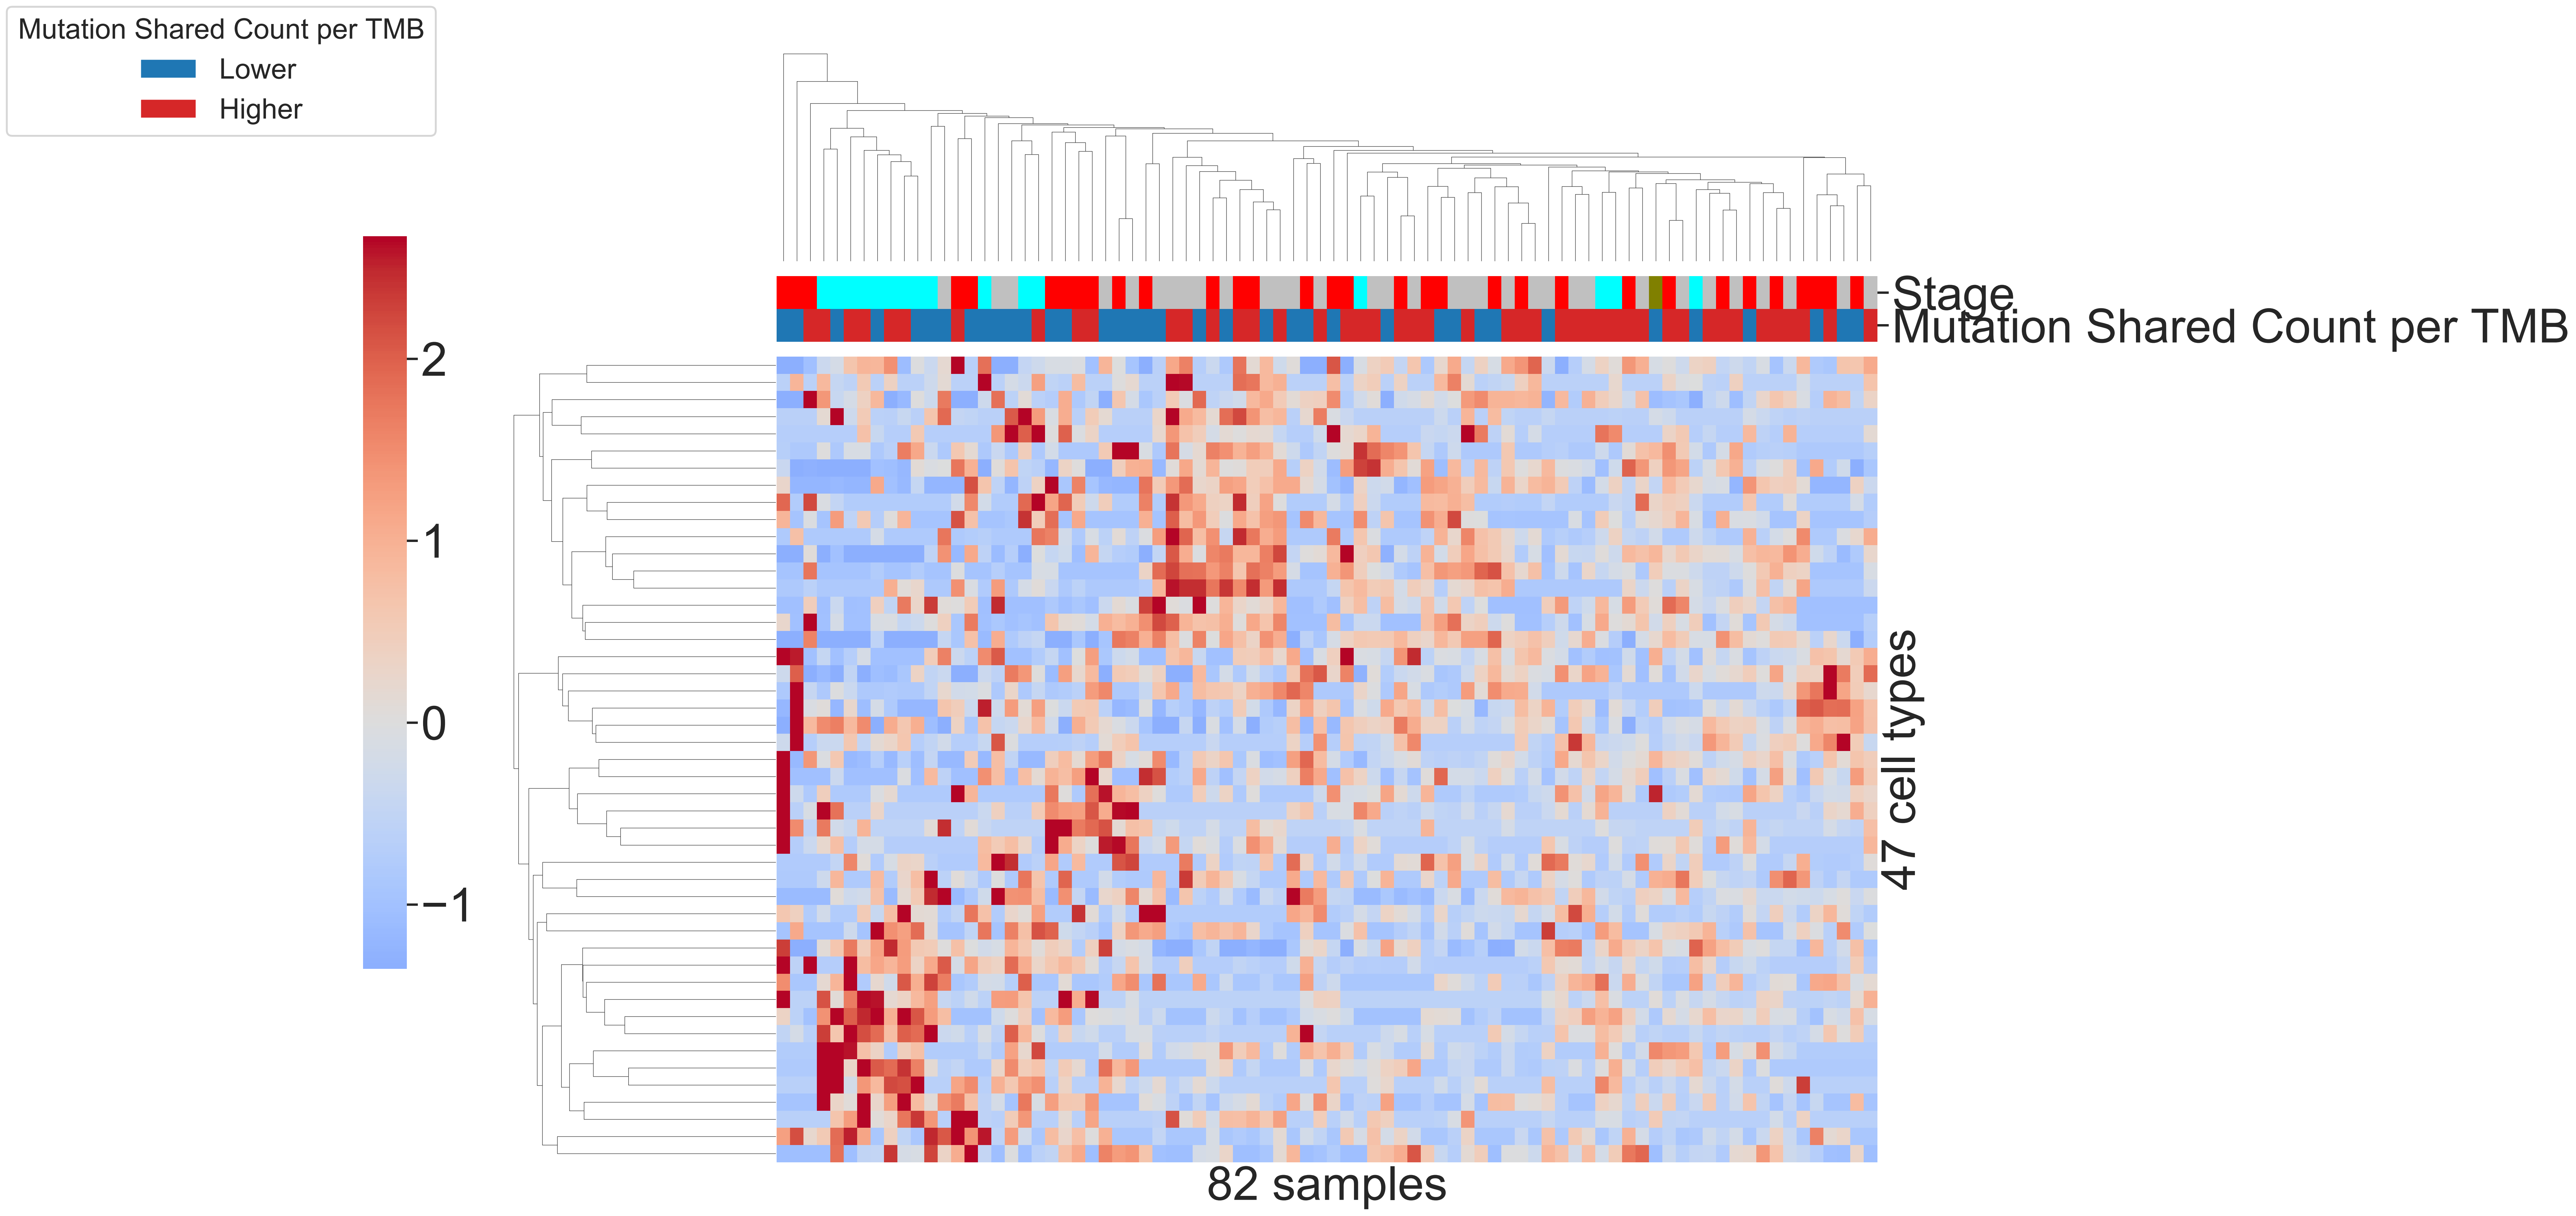 Mutation Shared Count per TMB
Lower
Higher
Stage
Mutation Shared Count per TMB
2
1
0
−1
47 cell types
82 samples